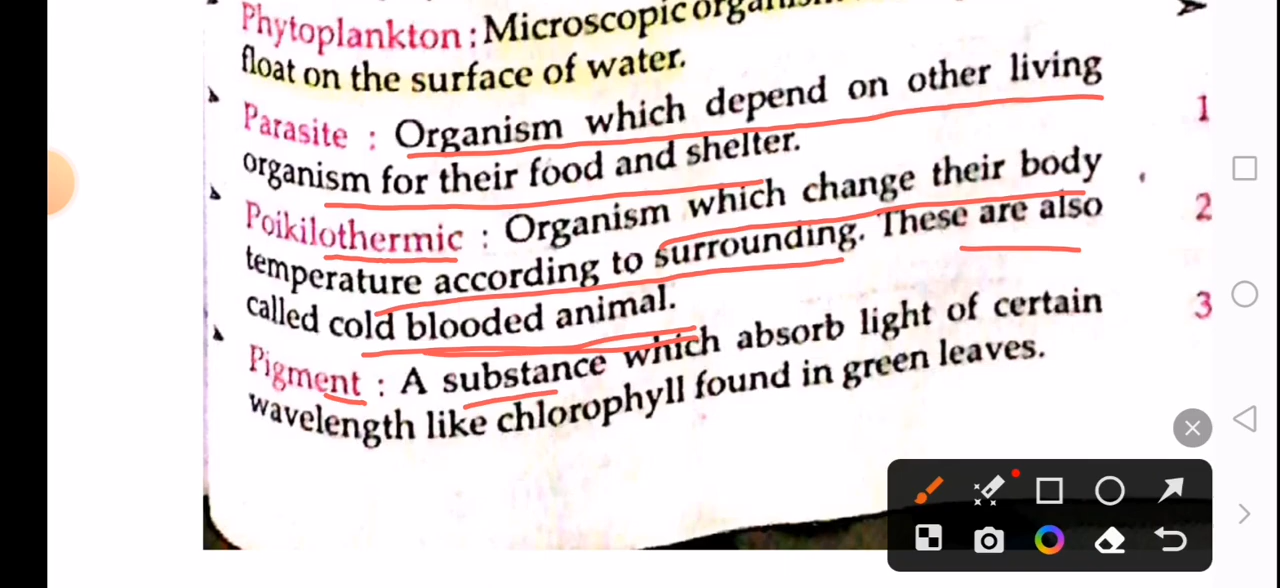 Phytoplankton : Microscopic
float on the surface of water.
Parasite : Organism which depend on other living
organism for their food and shelter.
Poikilothermic : Organism which change their body
temperature according to surrounding. These are also
called cold blooded animal.
Pigment : A substance which absorb light of certain
wavelength like chlorophyll found in green leaves.
1
2
3